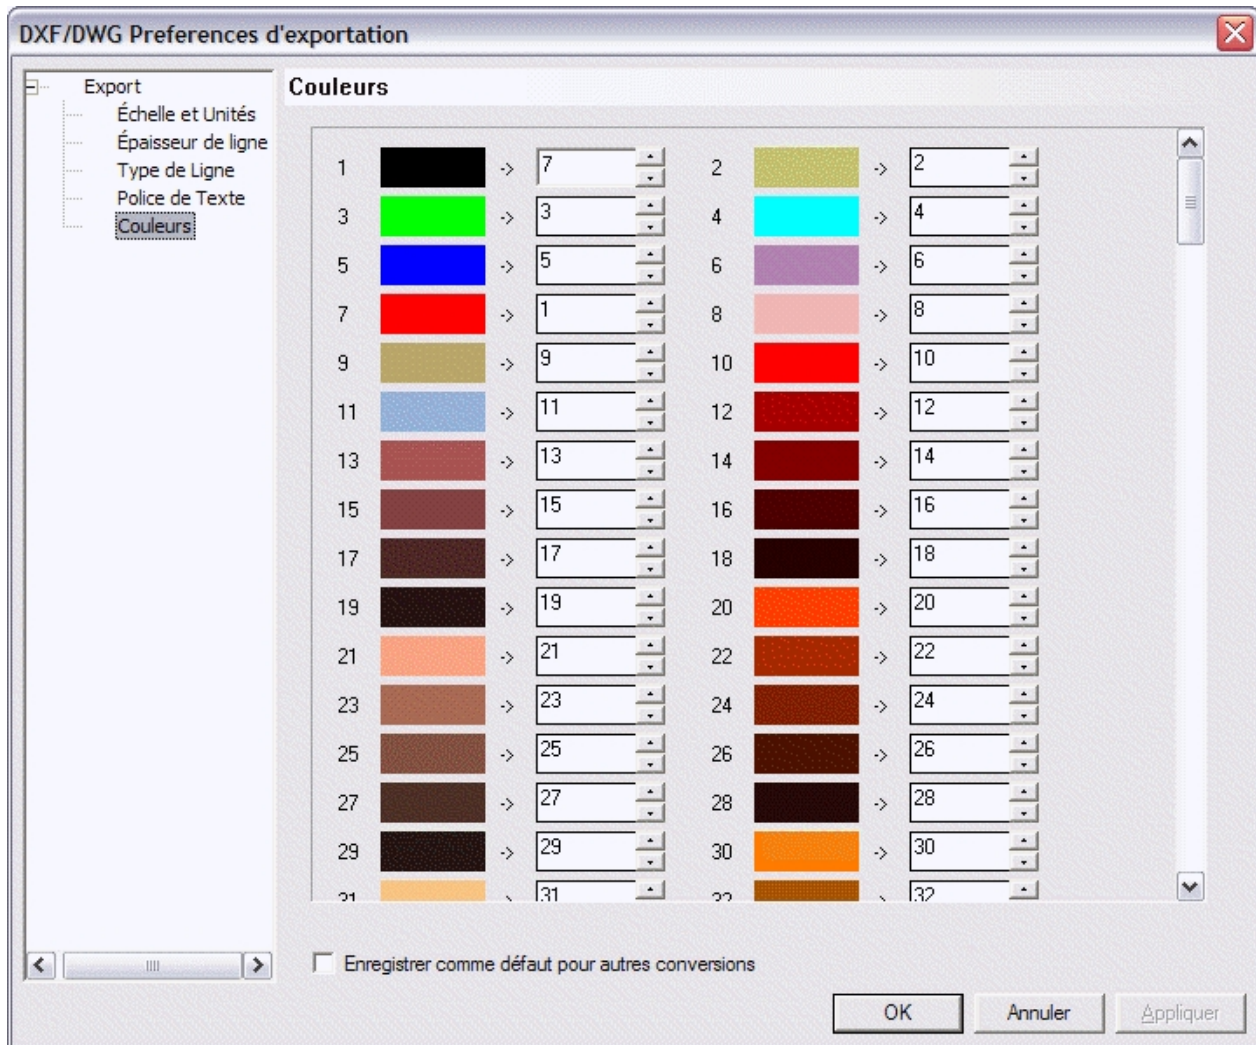 DXF/DWG Preferences d'exportation
Export
Échelle et Unités
Épaisseur de ligne
Type de Ligne
Police de Texte
Couleurs
Couleurs
1 -> 7 2 -> 2
3 -> 3 4 -> 4
5 -> 5 6 -> 6
7 -> 1 8 -> 8
9 -> 9 10 -> 10
11 -> 11 12 -> 12
13 -> 13 14 -> 14
15 -> 15 16 -> 16
17 -> 17 18 -> 18
19 -> 19 20 -> 20
21 -> 21 22 -> 22
23 -> 23 24 -> 24
25 -> 25 26 -> 26
27 -> 27 28 -> 28
29 -> 29 30 -> 30
31 -> 31 32 -> 32
Enregistrer comme défaut pour autres conversions
OK Annuler Appliquer